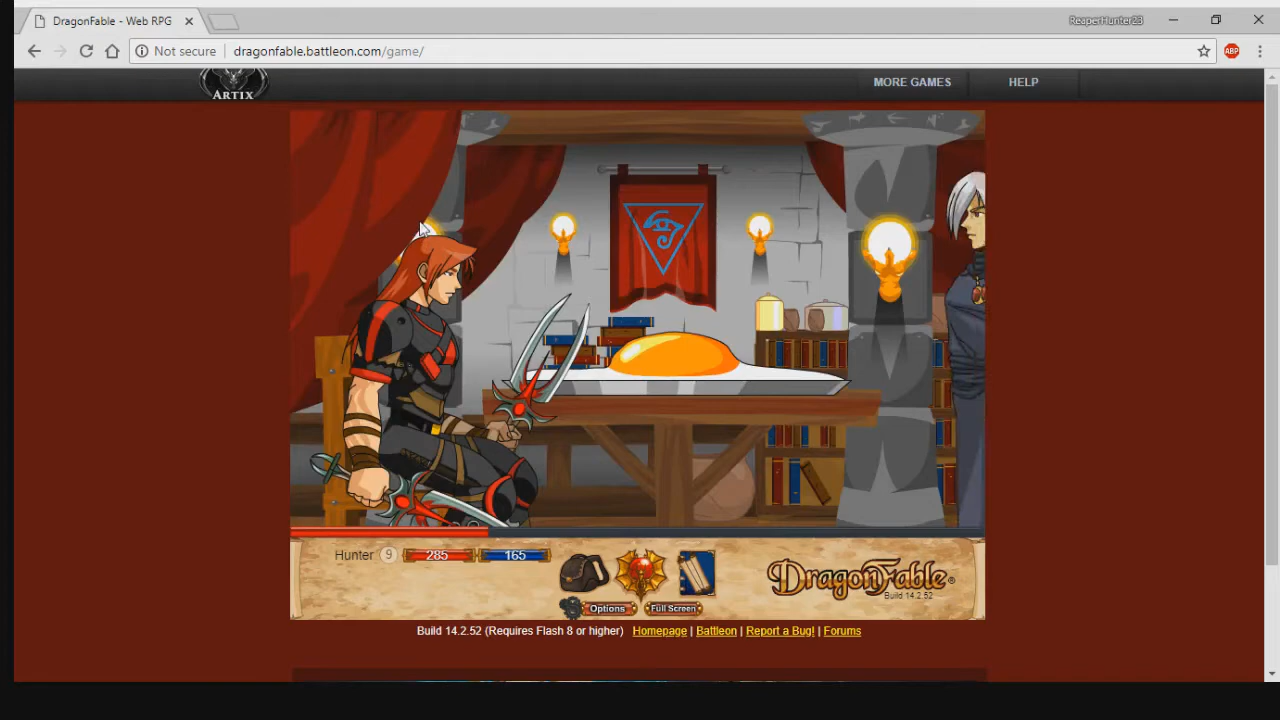 DragonFable - Web RPG
ReaperHunter23
Not secure
dragonfable.battleon.com/game/
ABP
ARTIX
MORE GAMES
HELP
Hunter 9 285 165
DragonFable®
Build 14.2.52
Options
Full Screen
Build 14.2.52 (Requires Flash 8 or higher) Homepage | Battleon | Report a Bug! | Forums